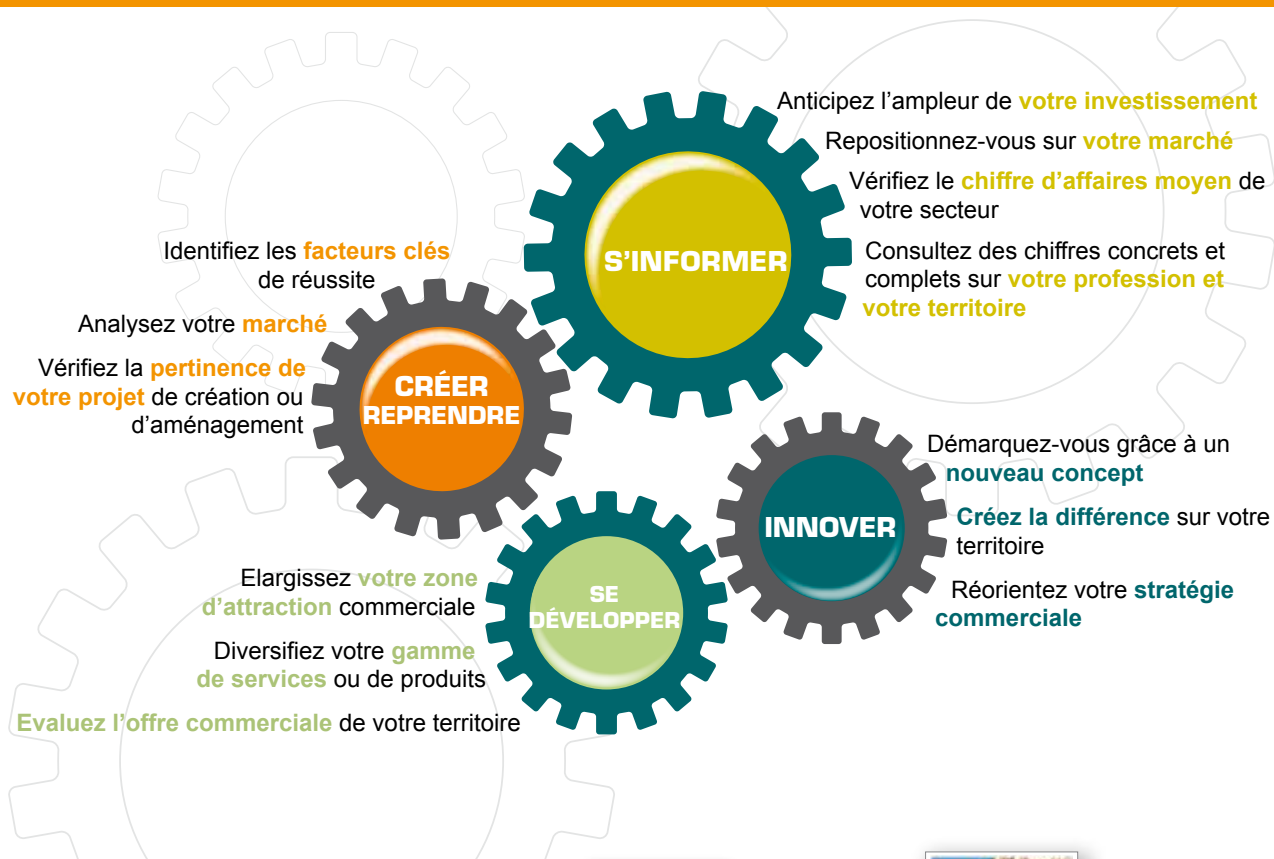 Anticipez l’ampleur de votre investissement
Repositionnez-vous sur votre marché
Vérifiez le chiffre d’affaires moyen de
votre secteur
Consultez des chiffres concrets et
complets sur votre profession et
votre territoire
S’INFORMER
Identifiez les facteurs clés
de réussite
Analysez votre marché
Vérifiez la pertinence de
votre projet de création ou
d’aménagement
CRÉER
REPRENDRE
Démarquez-vous grâce à un
nouveau concept
Créez la différence sur votre
territoire
Réorientez votre stratégie
commerciale
INNOVER
Elargissez votre zone
d’attraction commerciale
Diversifiez votre gamme
de services ou de produits
Evaluez l’offre commerciale de votre territoire
SE
DÉVELOPPER